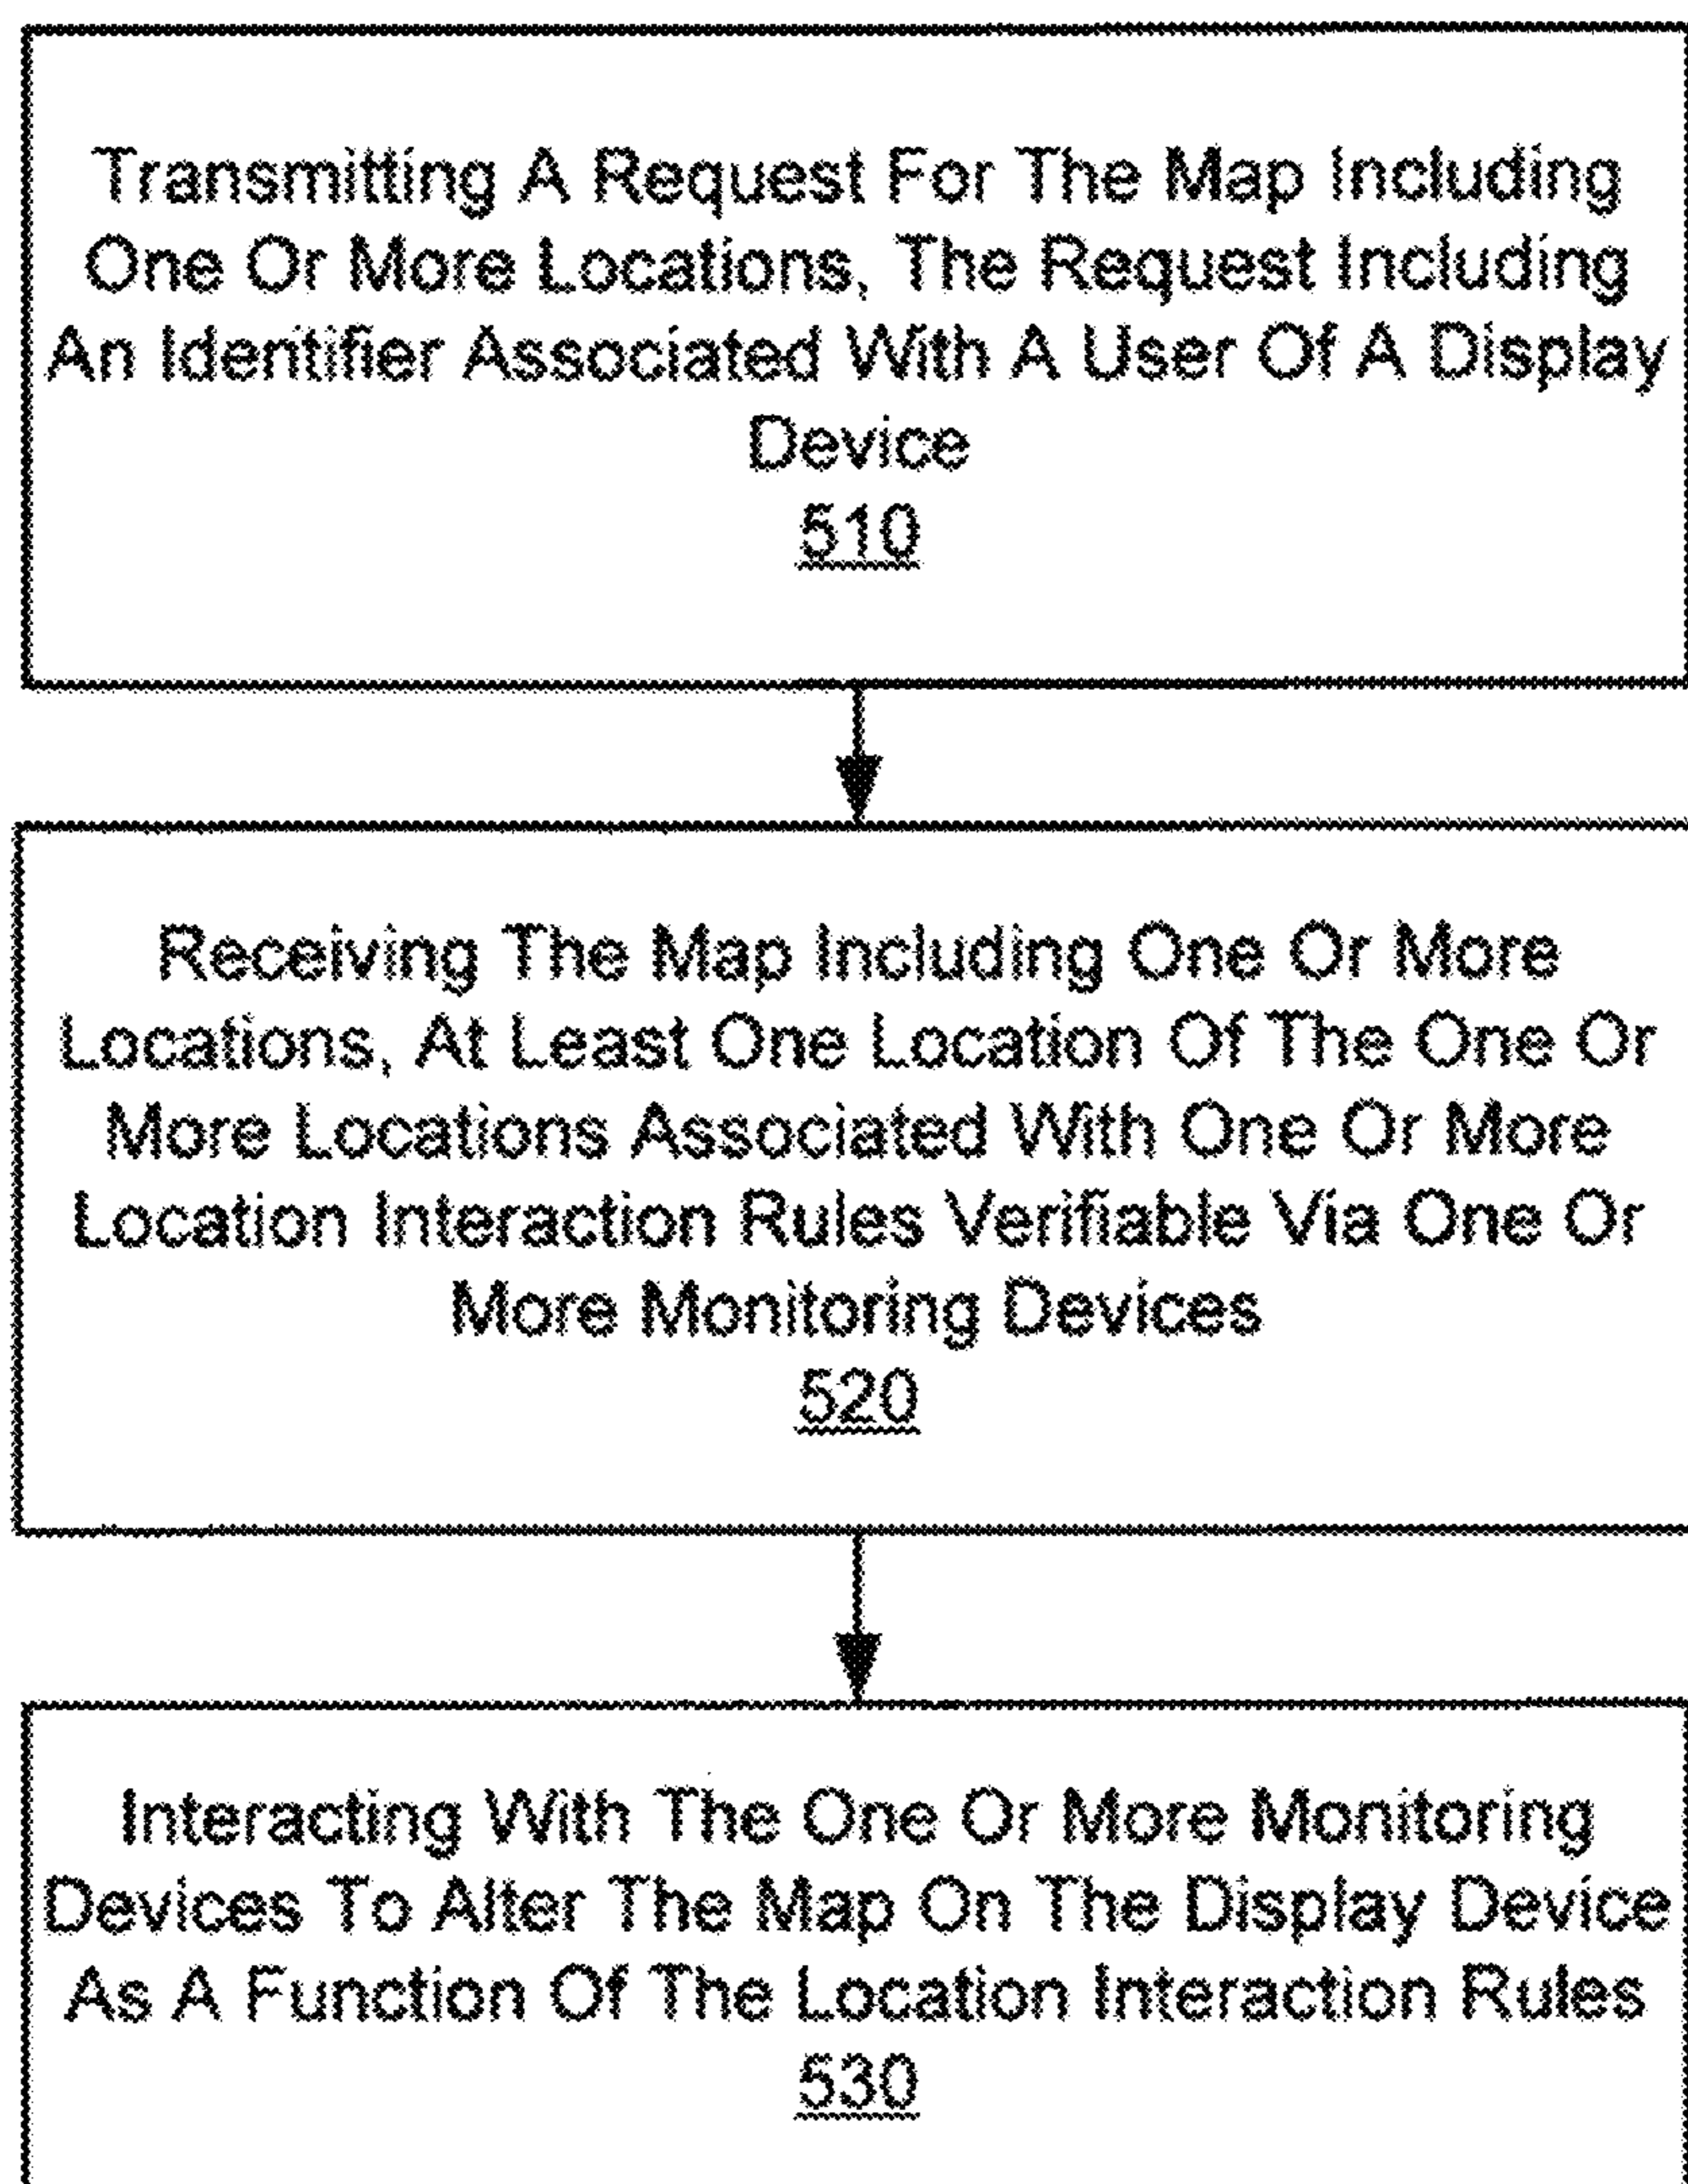 Transmitting A Request For The Map Including
One Or More Locations, The Request Including
An Identifier Associated With A User Of A Display
Device
510
Receiving The Map Including One Or More
Locations, At Least One Location Of The One Or
More Locations Associated With One Or More
Location Interaction Rules Verifiable Via One Or
More Monitoring Devices
520
Interacting With The One Or More Monitoring
Devices To Alter The Map On The Display Device
As A Function Of The Location Interaction Rules
530